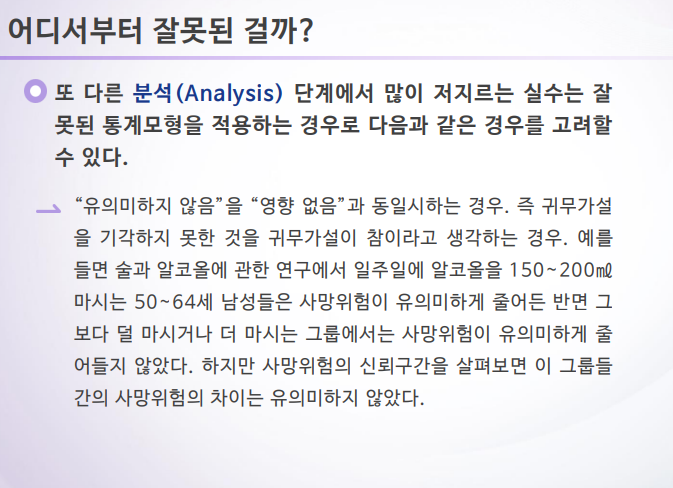 어디서부터 잘못된 걸까?
또 다른 분석(Analysis) 단계에서 많이 저지르는 실수는 잘
못된 통계모형을 적용하는 경우로 다음과 같은 경우를 고려할
수 있다.
“유의미하지 않음”을 “영향 없음”과 동일시하는 경우. 즉 귀무가설
을 기각하지 못한 것을 귀무가설이 참이라고 생각하는 경우. 예를
들면 술과 알코올에 관한 연구에서 일주일에 알코올을 150~200㎖
마시는 50~64세 남성들은 사망위험이 유의미하게 줄어든 반면 그
보다 덜 마시거나 더 마시는 그룹에서는 사망위험이 유의미하게 줄
어들지 않았다. 하지만 사망위험의 신뢰구간을 살펴보면 이 그룹들
간의 사망위험의 차이는 유의미하지 않았다.